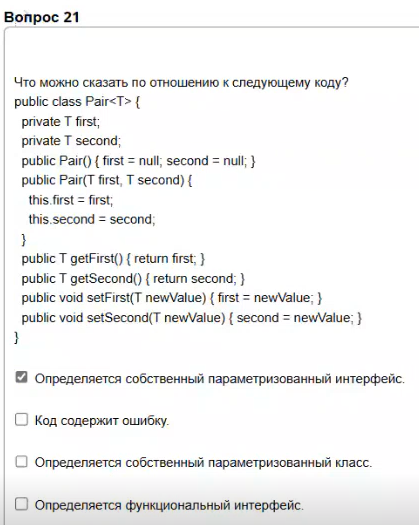 Вопрос 21
Что можно сказать по отношению к следующему коду?
public class Pair<T> {
private T first;
private T second;
public Pair() { first = null; second = null; }
public Pair(T first, T second) {
this.first = first;
this.second = second;
}
public T getFirst() { return first; }
public T getSecond() { return second; }
public void setFirst(T newValue) { first = newValue; }
public void setSecond(T newValue) { second = newValue; }
}
Определяется собственный параметризованный интерфейс.
Код содержит ошибку.
Определяется собственный параметризованный класс.
Определяется функциональный интерфейс.